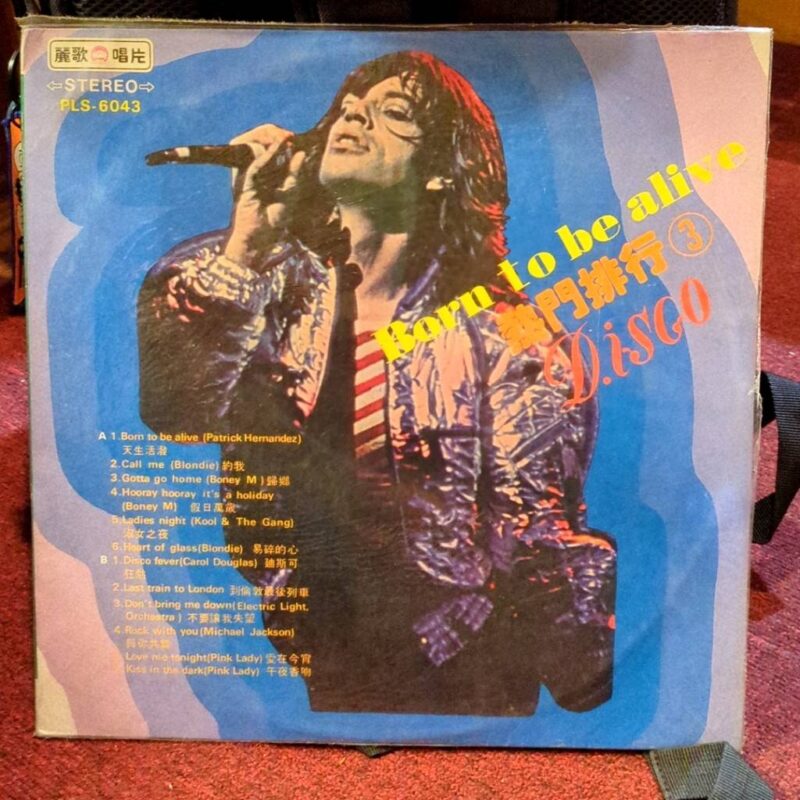 麗歌 唱片
⇦STEREO⇨
PLS-6043
Born to be alive
熱門排行③
Disco
A 1.Born to be alive (Patrick Hernandez)
天生活潑
2.Call me (Blondie) 約我
3.Gotta go home (Boney M ) 歸鄉
4.Hooray hooray it's a holiday
(Boney M) 假日萬歲
5.Ladies night (Kool & The Gang)
淑女之夜
6.Heart of glass(Blondie) 易碎的心
B 1.Disco fever(Carol Douglas) 廸斯可
狂熱
2.Last train to London 到倫敦最後列車
3.Don't bring me down(Electric Light.
Orchestra ) 不要讓我失望
4.Rock with you(Michael Jackson)
與你共
Love me tonight(Pink Lady) 愛在今宵
Kiss in the dark(Pink Lady) 午夜香吻